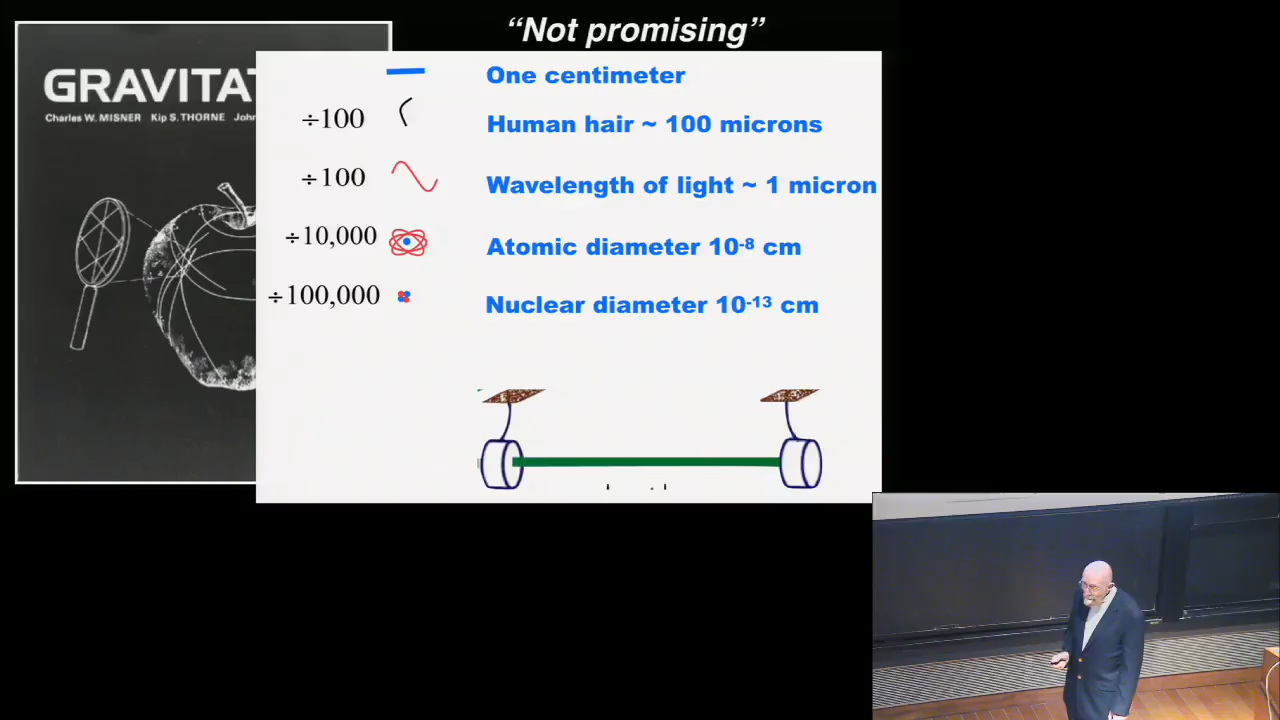 “Not promising”
GRAVITAT
Charles W. MISNER Kip S. THORNE John
One centimeter
÷100 Human hair ~ 100 microns
÷100 Wavelength of light ~ 1 micron
÷10,000 Atomic diameter 10⁻⁸ cm
÷100,000 Nuclear diameter 10⁻¹³ cm